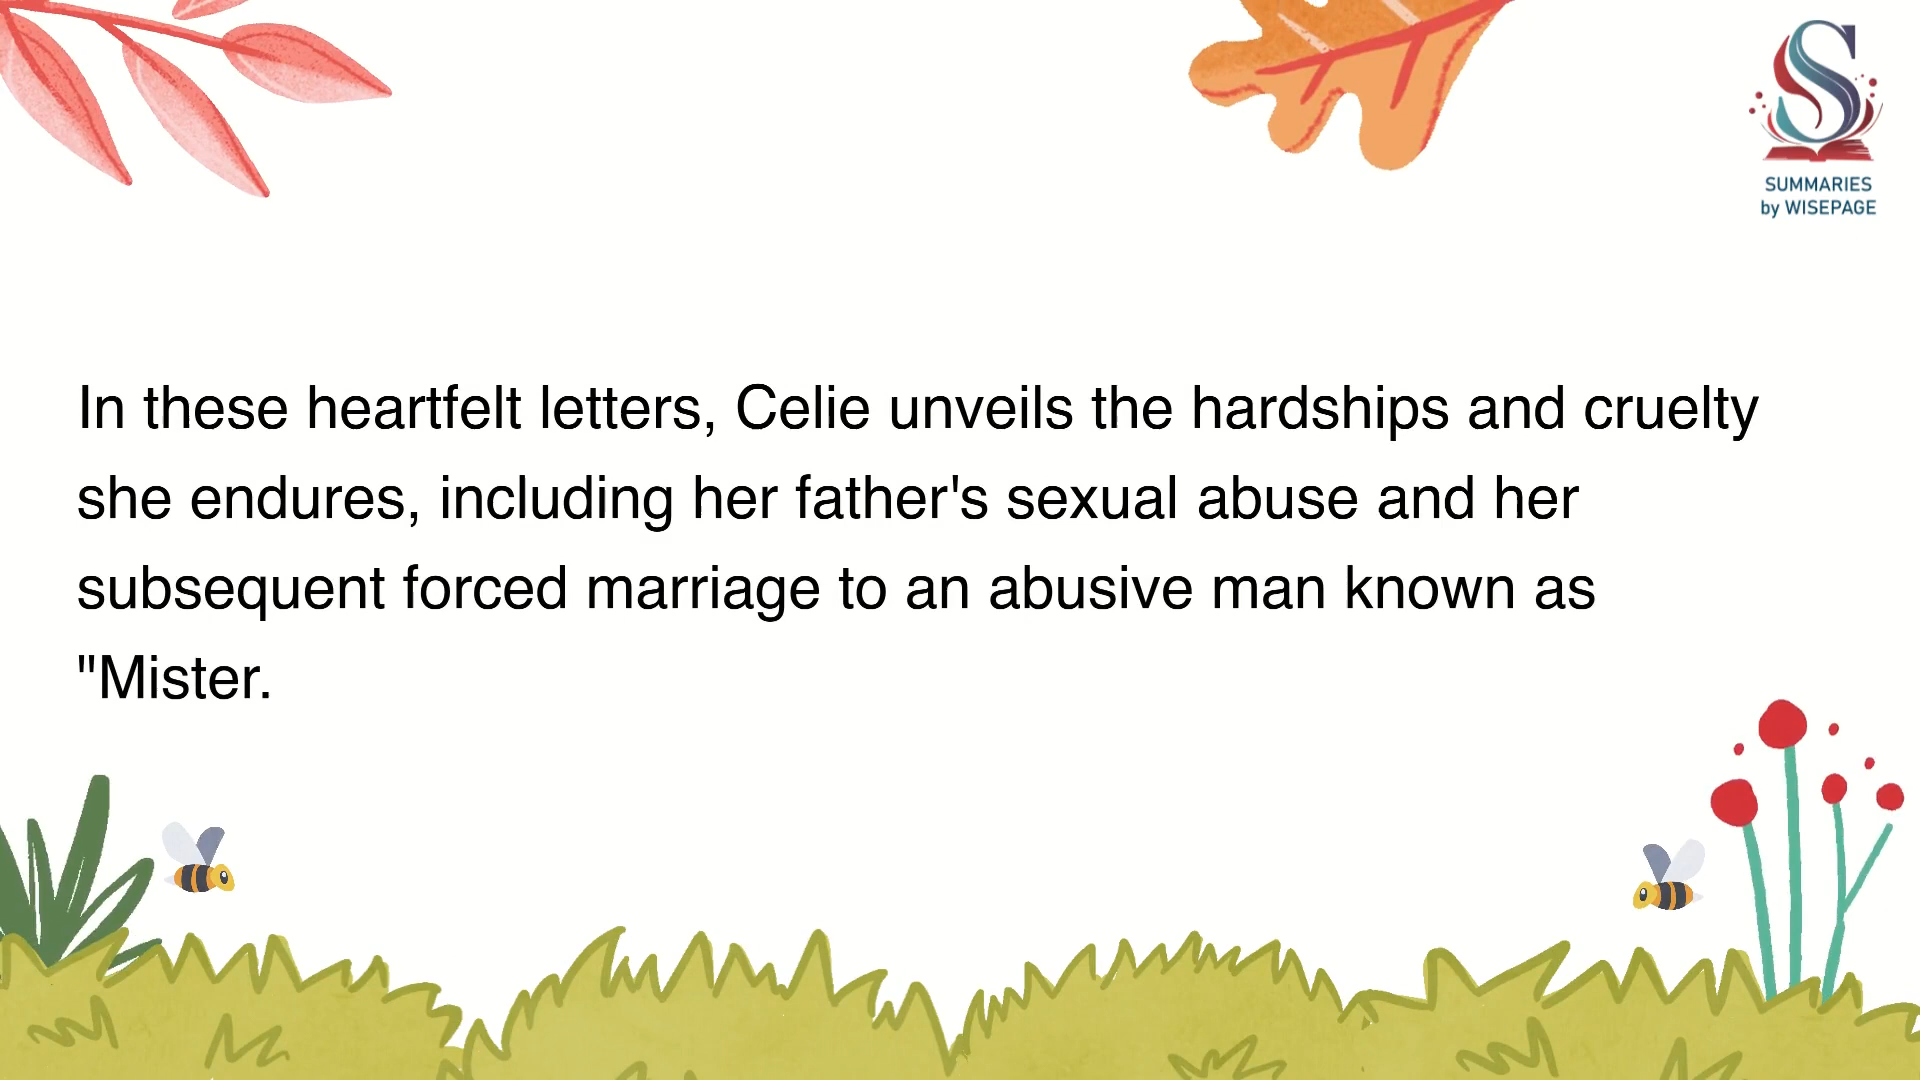 SUMMARIES
by WISEPAGE
In these heartfelt letters, Celie unveils the hardships and cruelty
she endures, including her father's sexual abuse and her
subsequent forced marriage to an abusive man known as
"Mister.